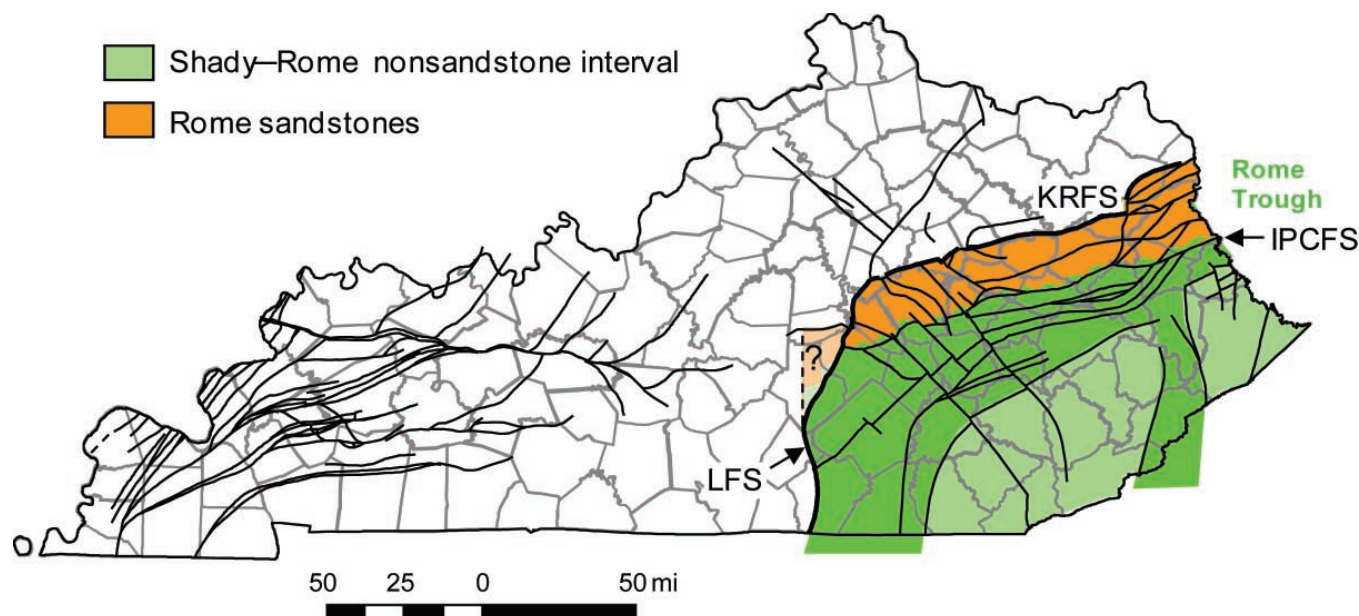 Shady–Rome nonsandstone interval
Rome sandstones
Rome
Trough
KRFS
IPCFS
?
LFS
50 25 0 50 mi